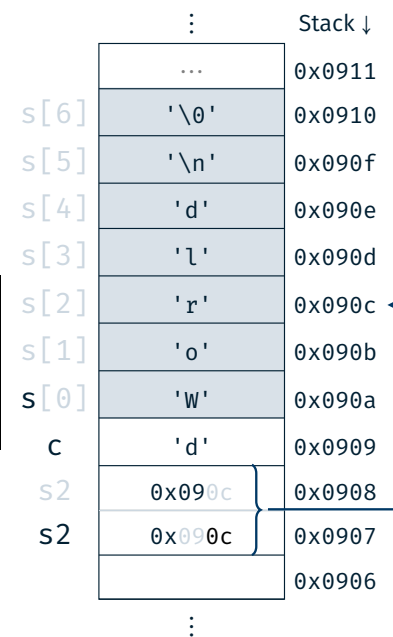 ⋮ Stack ↓
... 0x0911
s[6] '\0' 0x0910
s[5] '\n' 0x090f
s[4] 'd' 0x090e
s[3] 'l' 0x090d
s[2] 'r' 0x090c
s[1] 'o' 0x090b
s[0] 'W' 0x090a
c 'd' 0x0909
s2 0x090c 0x0908
s2 0x090c 0x0907
0x0906
⋮